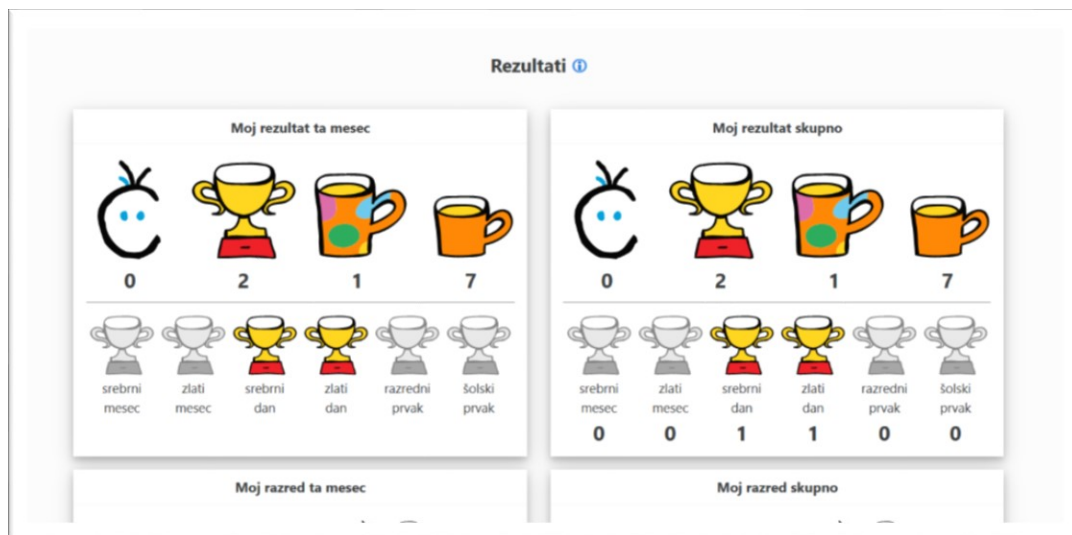 Rezultati
Moj rezultat ta mesec
0 2 1 7
srebrni mesec
zlati mesec
srebrni dan
zlati dan
razredni prvak
šolski prvak
Moj rezultat skupno
0 2 1 7
srebrni mesec
zlati mesec
srebrni dan
zlati dan
razredni prvak
šolski prvak
0 0 1 1 0 0
Moj razred ta mesec
Moj razred skupno